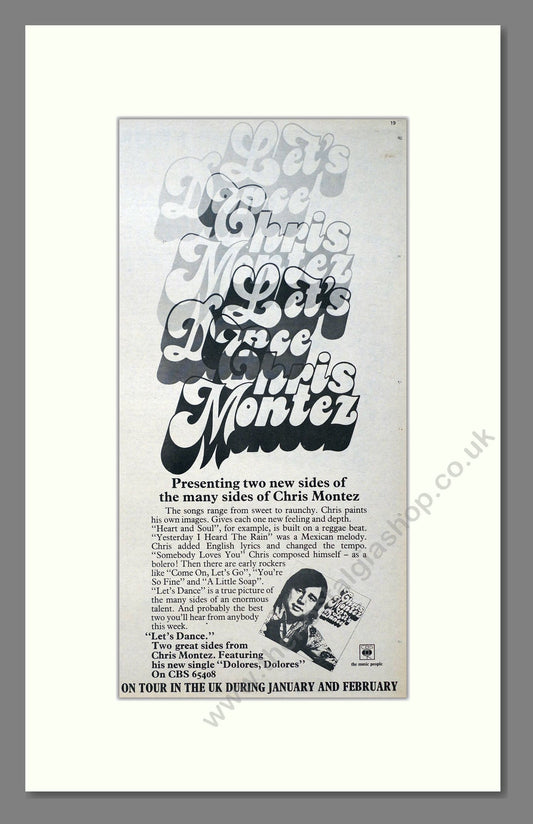 19
Let's
Dance
Chris
Montez
Let's
Dance
Chris
Montez
Presenting two new sides of
the many sides of Chris Montez
The songs range from sweet to raunchy. Chris paints
his own images. Gives each one new feeling and depth.
"Heart and Soul", for example, is built on a reggae beat.
"Yesterday I Heard The Rain" was a Mexican melody.
Chris added English lyrics and changed the tempo.
"Somebody Loves You" Chris composed himself – as a
bolero! Then there are early rockers
like "Come On, Let's Go", "You're
So Fine" and "A Little Soap".
"Let's Dance" is a true picture of
the many sides of an enormous
talent. And probably the best
two you'll hear from anybody
this week.
"Let's Dance."
Two great sides from
Chris Montez. Featuring
his new single "Dolores, Dolores"
On CBS 65408
CBS
the music people
ON TOUR IN THE UK DURING JANUARY AND FEBRUARY
www.thenostalgiashop.co.uk